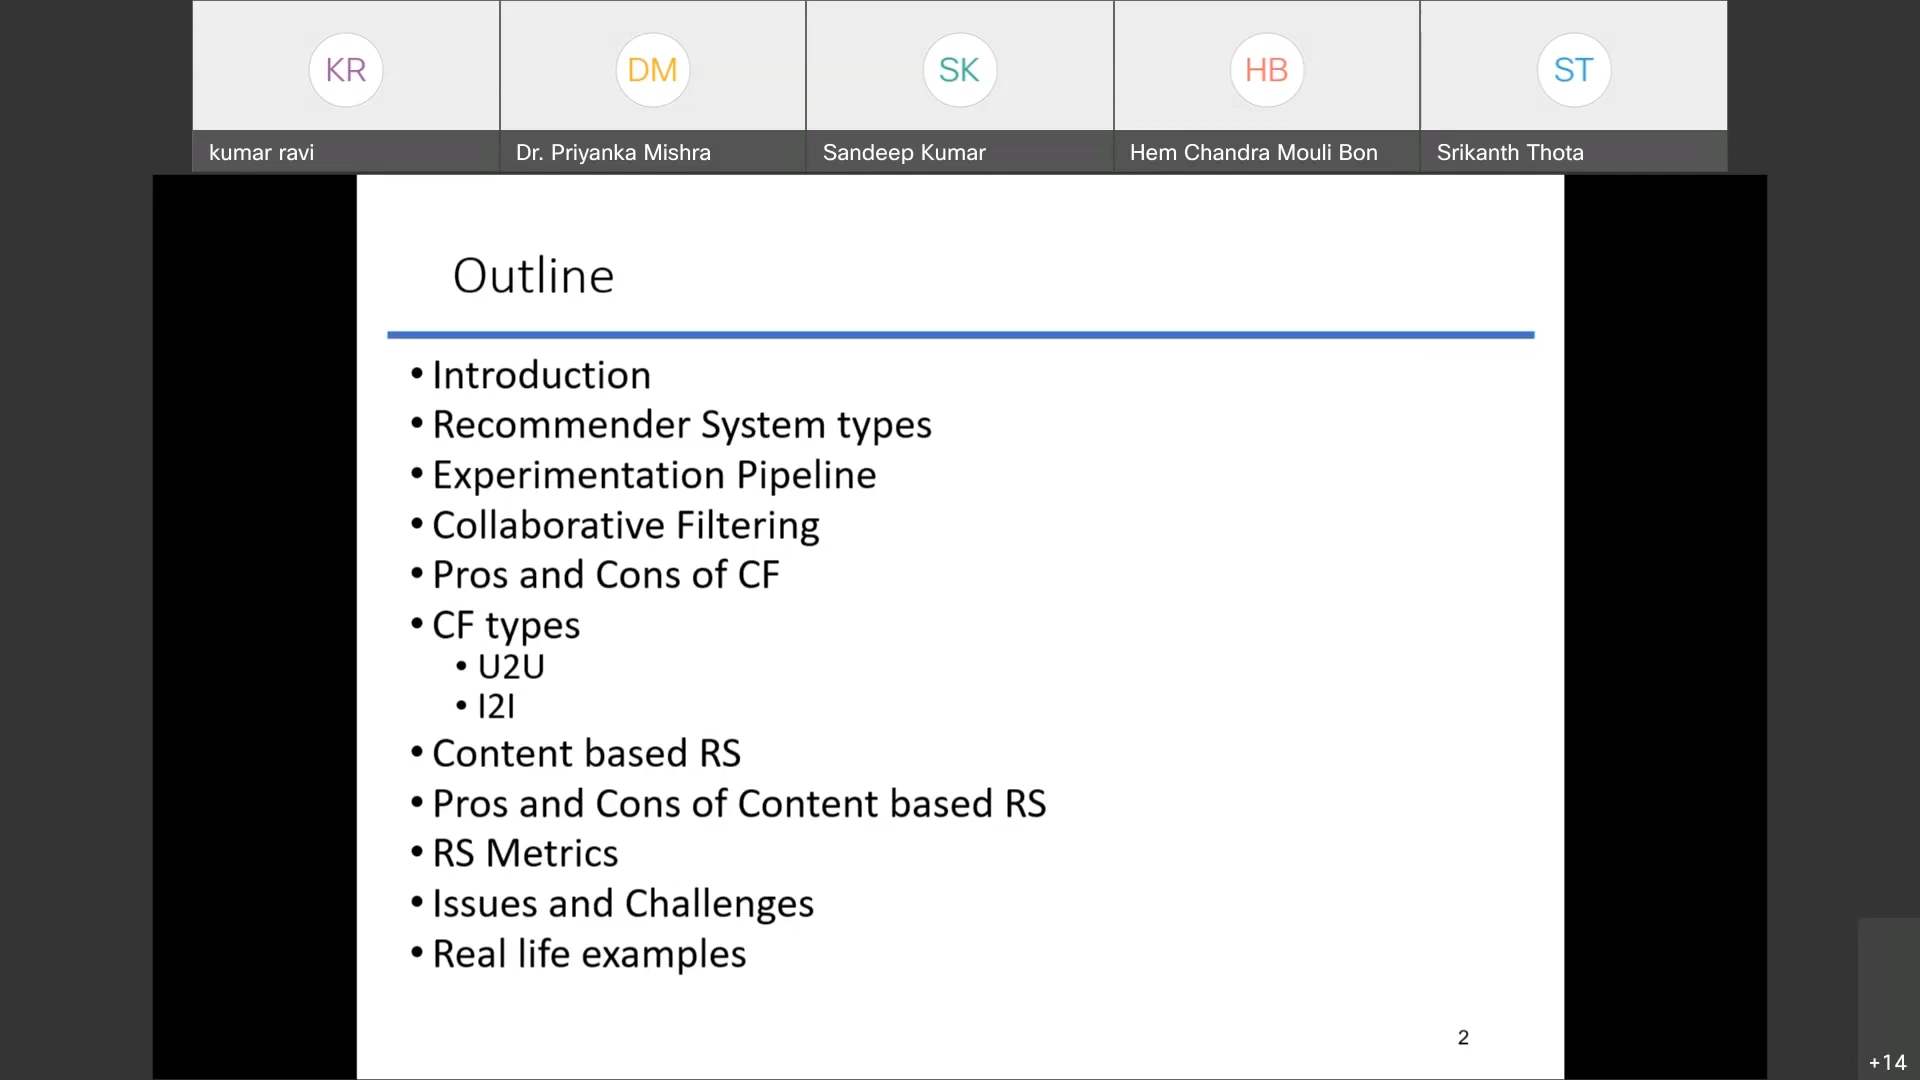 KR
DM
SK
HB
ST
kumar ravi
Dr. Priyanka Mishra
Sandeep Kumar
Hem Chandra Mouli Bon
Srikanth Thota
Outline
• Introduction
• Recommender System types
• Experimentation Pipeline
• Collaborative Filtering
• Pros and Cons of CF
• CF types
• U2U
• I2I
• Content based RS
• Pros and Cons of Content based RS
• RS Metrics
• Issues and Challenges
• Real life examples
2
+14